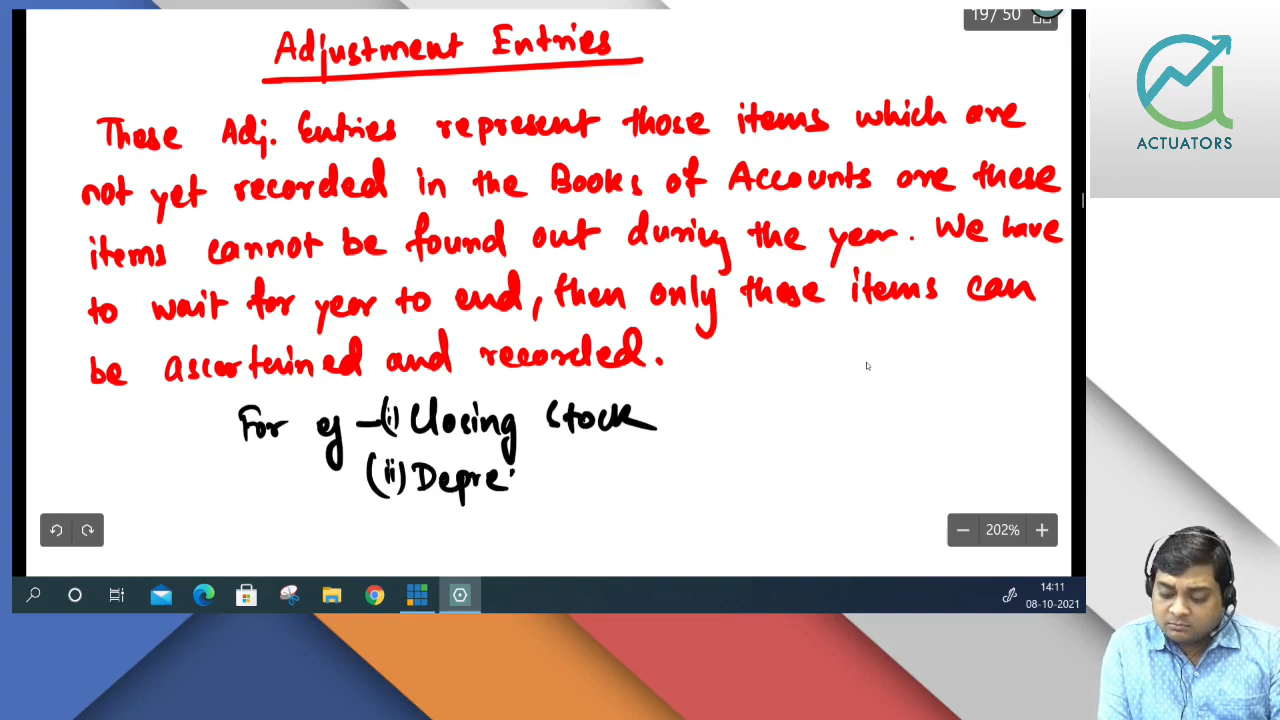 19/ 50
Adjustment Entries
These Adj. Entries represent those items which are
not yet recorded in the Books of Accounts are these
items cannot be found out during the year. We have
to wait for year to end, then only these items can
be ascertained and recorded.
For eg - (i) Closing Stock
(ii) Depre
202%
14:11
08-10-2021
ACTUATORS